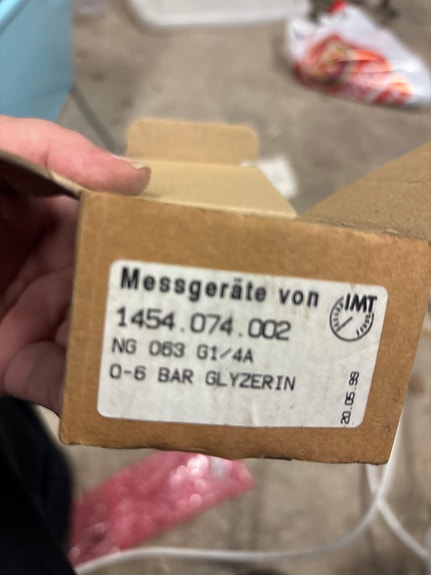 Messgeräte von IMT
1454.074.002
NG 063 G1/4A
0-6 BAR GLYZERIN
20.05.99